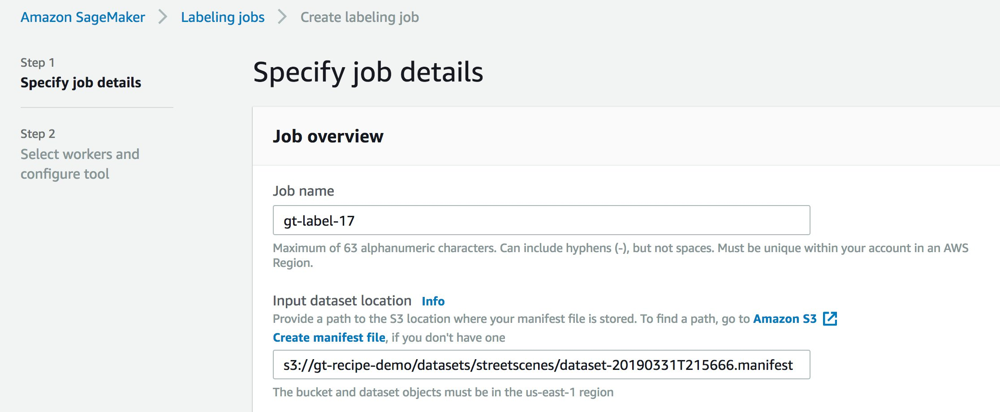 Amazon SageMaker > Labeling jobs > Create labeling job
Step 1
Specify job details
Step 2
Select workers and
configure tool
Specify job details
Job overview
Job name
gt-label-17
Maximum of 63 alphanumeric characters. Can include hyphens (-), but not spaces. Must be unique within your account in an AWS
Region.
Input dataset location Info
Provide a path to the S3 location where your manifest file is stored. To find a path, go to Amazon S3
Create manifest file, if you don't have one
s3://gt-recipe-demo/datasets/streetscenes/dataset-20190331T215666.manifest
The bucket and dataset objects must be in the us-east-1 region